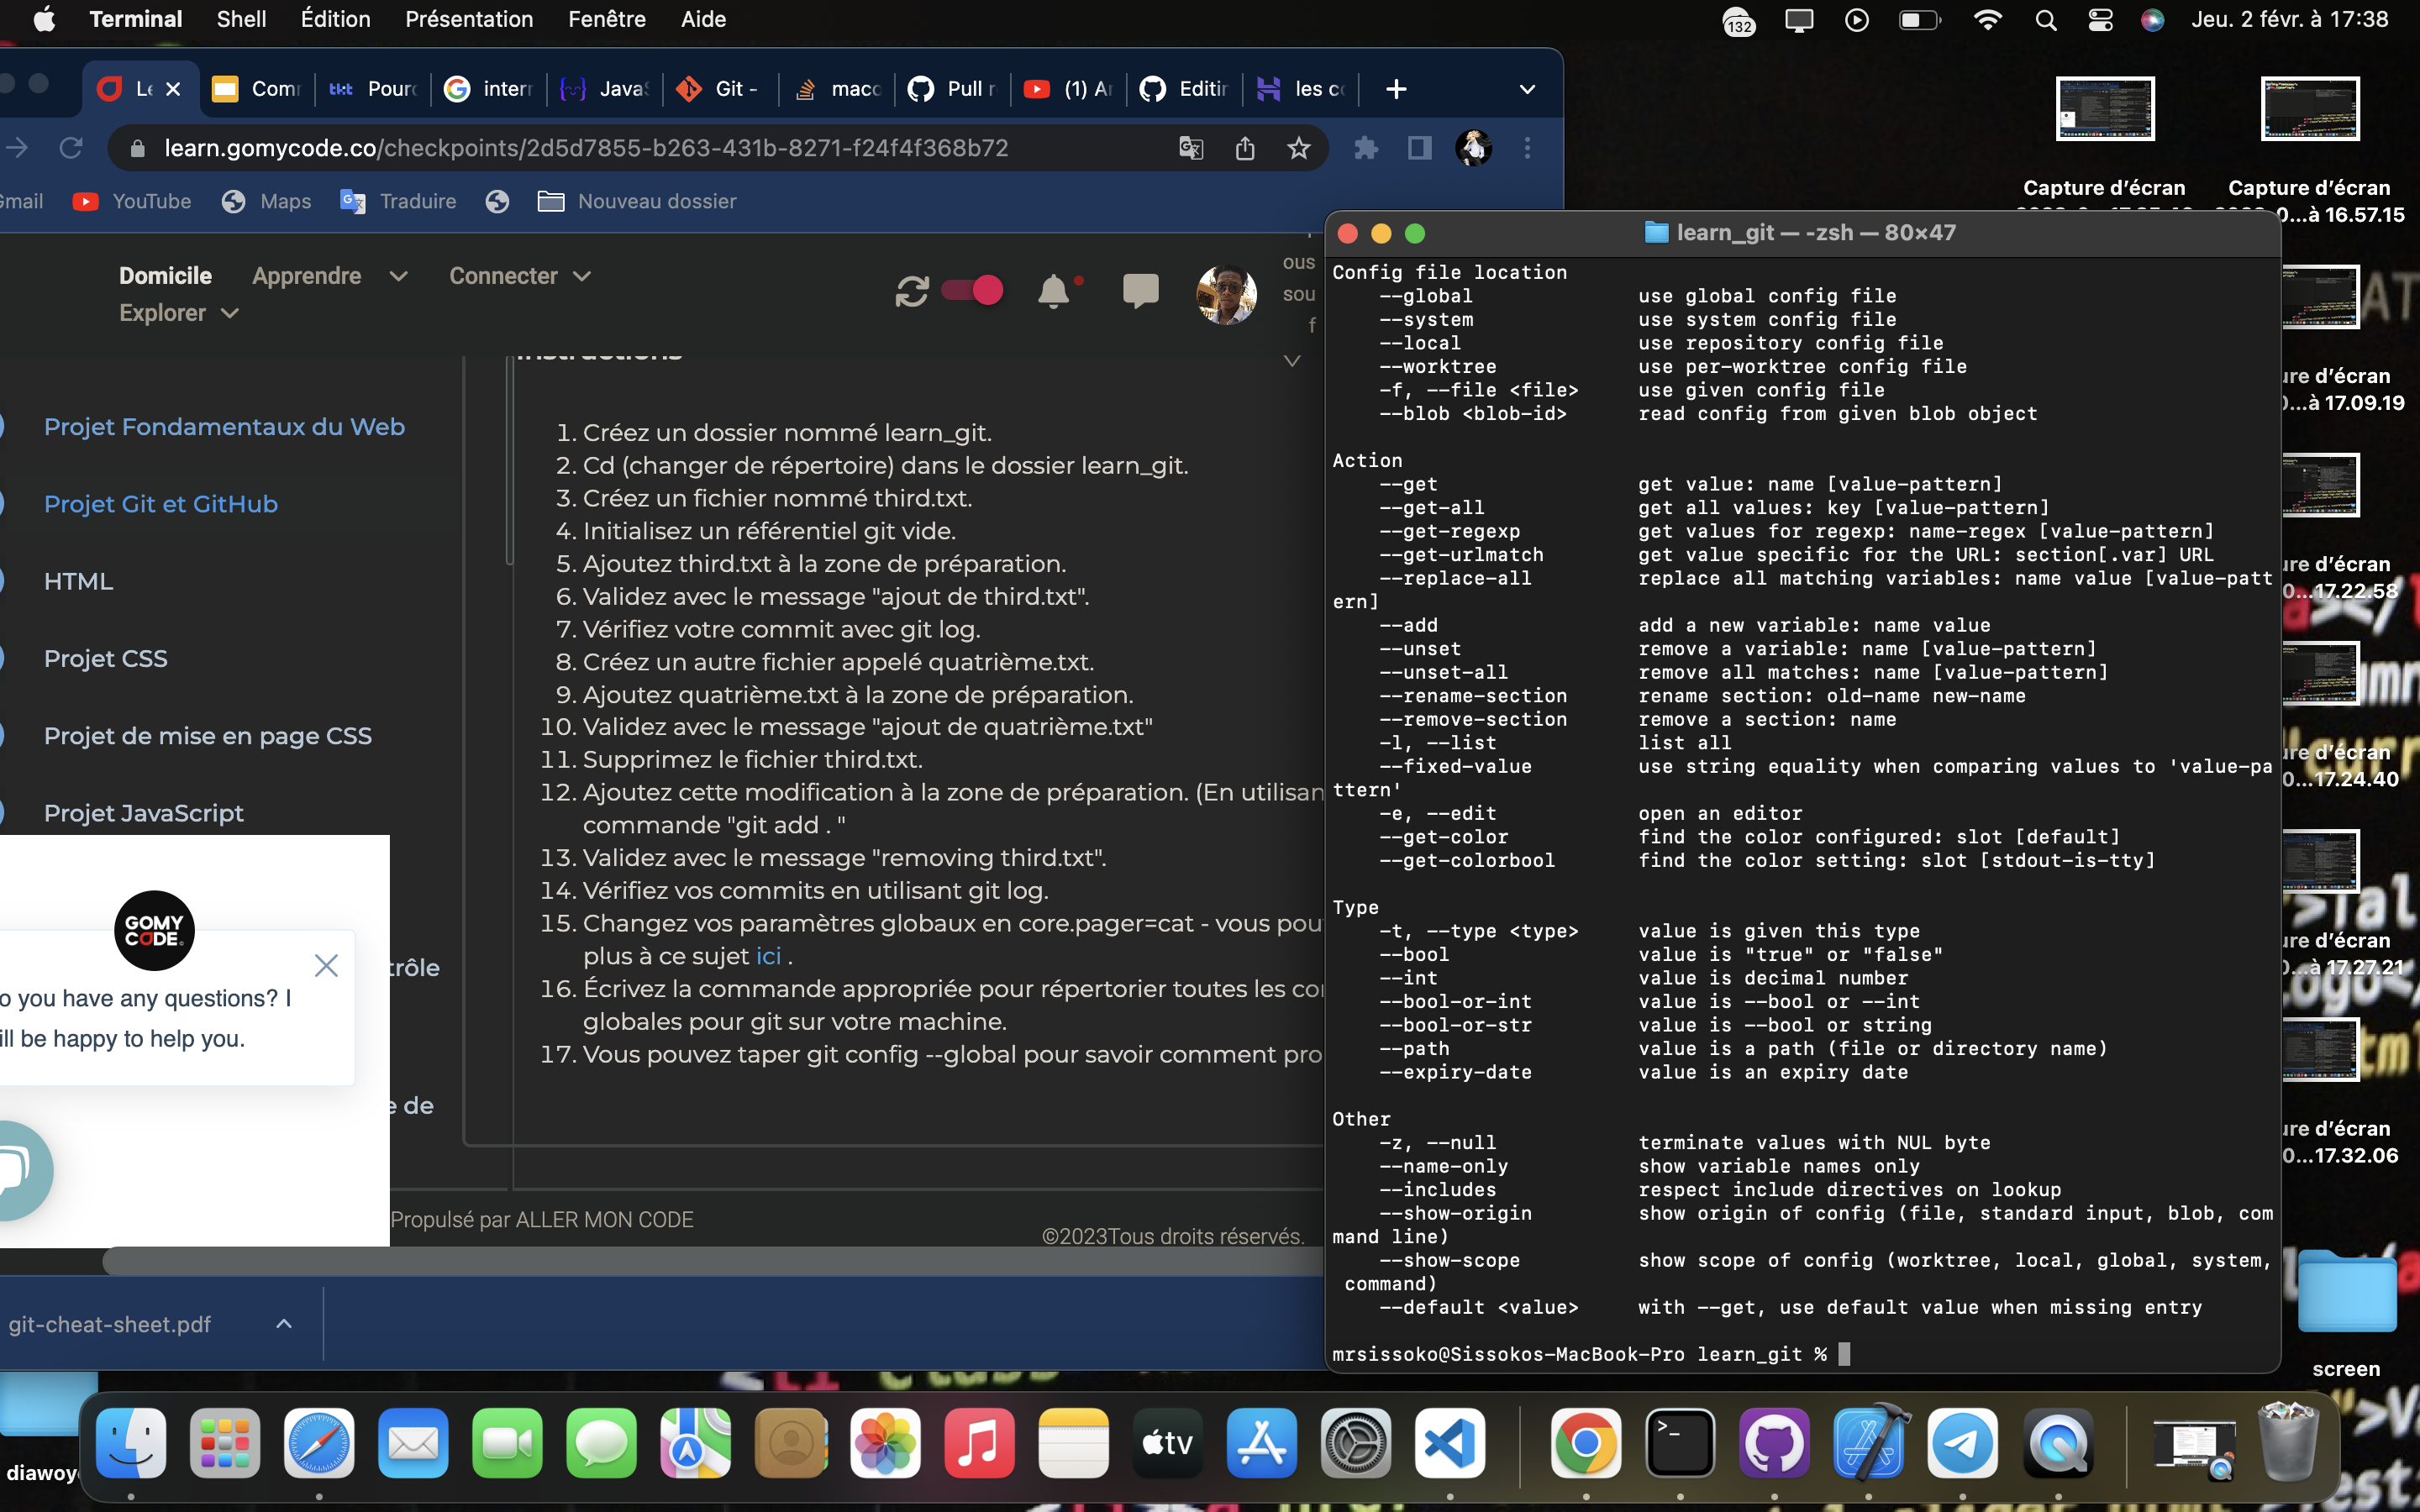 Terminal Shell Édition Présentation Fenêtre Aide
132
Jeu. 2 févr. à 17:38
Com
tkt Pour
interr
Java
Git -
maco
Pull r
(1) Ar
Editir
les co
learn.gomycode.co/checkpoints/2d5d7855-b263-431b-8271-f24f4f368b72
Gmail YouTube Maps Traduire Nouveau dossier
Domicile Apprendre Connecter
Explorer
ous
sou
f
Projet Fondamentaux du Web
Projet Git et GitHub
HTML
Projet CSS
Projet de mise en page CSS
Projet JavaScript
trôle
e de
Instructions
1. Créez un dossier nommé learn_git.
2. Cd (changer de répertoire) dans le dossier learn_git.
3. Créez un fichier nommé third.txt.
4. Initialisez un référentiel git vide.
5. Ajoutez third.txt à la zone de préparation.
6. Validez avec le message "ajout de third.txt".
7. Vérifiez votre commit avec git log.
8. Créez un autre fichier appelé quatrième.txt.
9. Ajoutez quatrième.txt à la zone de préparation.
10. Validez avec le message "ajout de quatrième.txt"
11. Supprimez le fichier third.txt.
12. Ajoutez cette modification à la zone de préparation. (En utilisan
commande "git add . "
13. Validez avec le message "removing third.txt".
14. Vérifiez vos commits en utilisant git log.
15. Changez vos paramètres globaux en core.pager=cat - vous pou
plus à ce sujet ici .
16. Écrivez la commande appropriée pour répertorier toutes les co
globales pour git sur votre machine.
17. Vous pouvez taper git config --global pour savoir comment pro
GOMY
CODE
o you have any questions? I
ill be happy to help you.
Propulsé par ALLER MON CODE
©2023Tous droits réservés.
git-cheat-sheet.pdf
learn_git — -zsh — 80×47
Config file location
--global use global config file
--system use system config file
--local use repository config file
--worktree use per-worktree config file
-f, --file <file> use given config file
--blob <blob-id> read config from given blob object
Action
--get get value: name [value-pattern]
--get-all get all values: key [value-pattern]
--get-regexp get values for regexp: name-regex [value-pattern]
--get-urlmatch get value specific for the URL: section[.var] URL
--replace-all replace all matching variables: name value [value-patt
ern]
--add add a new variable: name value
--unset remove a variable: name [value-pattern]
--unset-all remove all matches: name [value-pattern]
--rename-section rename section: old-name new-name
--remove-section remove a section: name
-l, --list list all
--fixed-value use string equality when comparing values to 'value-pa
ttern'
-e, --edit open an editor
--get-color find the color configured: slot [default]
--get-colorbool find the color setting: slot [stdout-is-tty]
Type
-t, --type <type> value is given this type
--bool value is "true" or "false"
--int value is decimal number
--bool-or-int value is --bool or --int
--bool-or-str value is --bool or string
--path value is a path (file or directory name)
--expiry-date value is an expiry date
Other
-z, --null terminate values with NUL byte
--name-only show variable names only
--includes respect include directives on lookup
--show-origin show origin of config (file, standard input, blob, com
mand line)
--show-scope show scope of config (worktree, local, global, system,
command)
--default <value> with --get, use default value when missing entry
mrsissoko@Sissokos-MacBook-Pro learn_git %
Capture d'écran
Capture d'écran
0...à 16.57.15
ure d'écran
0...à 17.09.19
ure d'écran
0...17.22.58
ure d'écran
0...17.24.40
ure d'écran
0...à 17.27.21
ure d'écran
0...17.32.06
screen
diawoy
tv